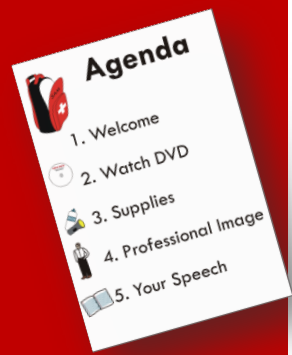 Agenda
1. Welcome
2. Watch DVD
3. Supplies
4. Professional Image
5. Your Speech